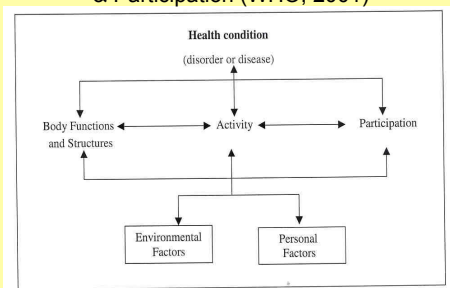 Participation (WHO, 2001)
Health condition
(disorder or disease)
Body Functions
and Structures
Activity
Participation
Environmental
Factors
Personal
Factors